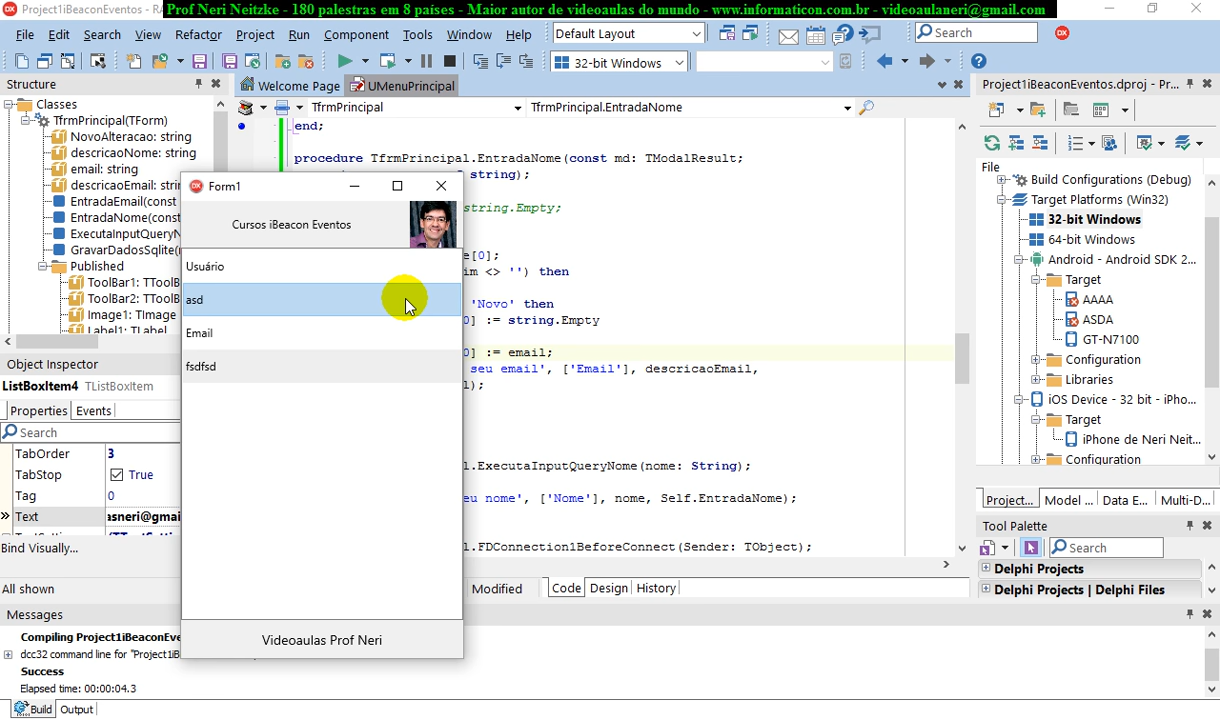 Project1iBeaconEventos - RA
Prof Neri Neitzke - 180 palestras em 8 países - Maior autor de videoaulas do mundo - www.informaticon.com.br - videoaulaneri@gmail.com
File Edit Search View Refactor Project Run Component Tools Window Help
Default Layout
Search
32-bit Windows
Structure
Classes
TfrmPrincipal(TForm)
NovoAlteracao: string
descricaoNome: string
email: string
descricaoEmail: strin
EntradaEmail(const
EntradaNome(const
ExecutaInputQueryN
GravarDadosSqlite(
Published
ToolBar1: TToolB
ToolBar2: TToolB
Image1: TImage
Label1: TLabel
Object Inspector
ListBoxItem4 TListBoxItem
Properties Events
Search
TabOrder 3
TabStop True
Tag 0
Text asneri@gmai
Bind Visually...
All shown
Welcome Page UMenuPrincipal
TfrmPrincipal TfrmPrincipal.EntradaNome
end;
procedure TfrmPrincipal.EntradaNome(const md: TModalResult;
string);
string.Empty;
e[0];
im <> '') then
'Novo' then
0] := string.Empty
0] := email;
seu email', ['Email'], descricaoEmail,
l);
l.ExecutaInputQueryNome(nome: String);
eu nome', ['Nome'], nome, Self.EntradaNome);
l.FDConnection1BeforeConnect(Sender: TObject);
Modified Code Design History
Form1
Cursos iBeacon Eventos
Usuário
asd
Email
fsdfsd
Videoaulas Prof Neri
Project1iBeaconEventos.dproj - Pr...
File
Build Configurations (Debug)
Target Platforms (Win32)
32-bit Windows
64-bit Windows
Android - Android SDK 2...
Target
AAAA
ASDA
GT-N7100
Configuration
Libraries
iOS Device - 32 bit - iPho...
Target
iPhone de Neri Neit...
Configuration
Project... Model ... Data E... Multi-D...
Tool Palette
Search
Delphi Projects
Delphi Projects | Delphi Files
Messages
Compiling Project1iBeaconEve
dcc32 command line for "Project1iB
Success
Elapsed time: 00:00:04.3
Build Output